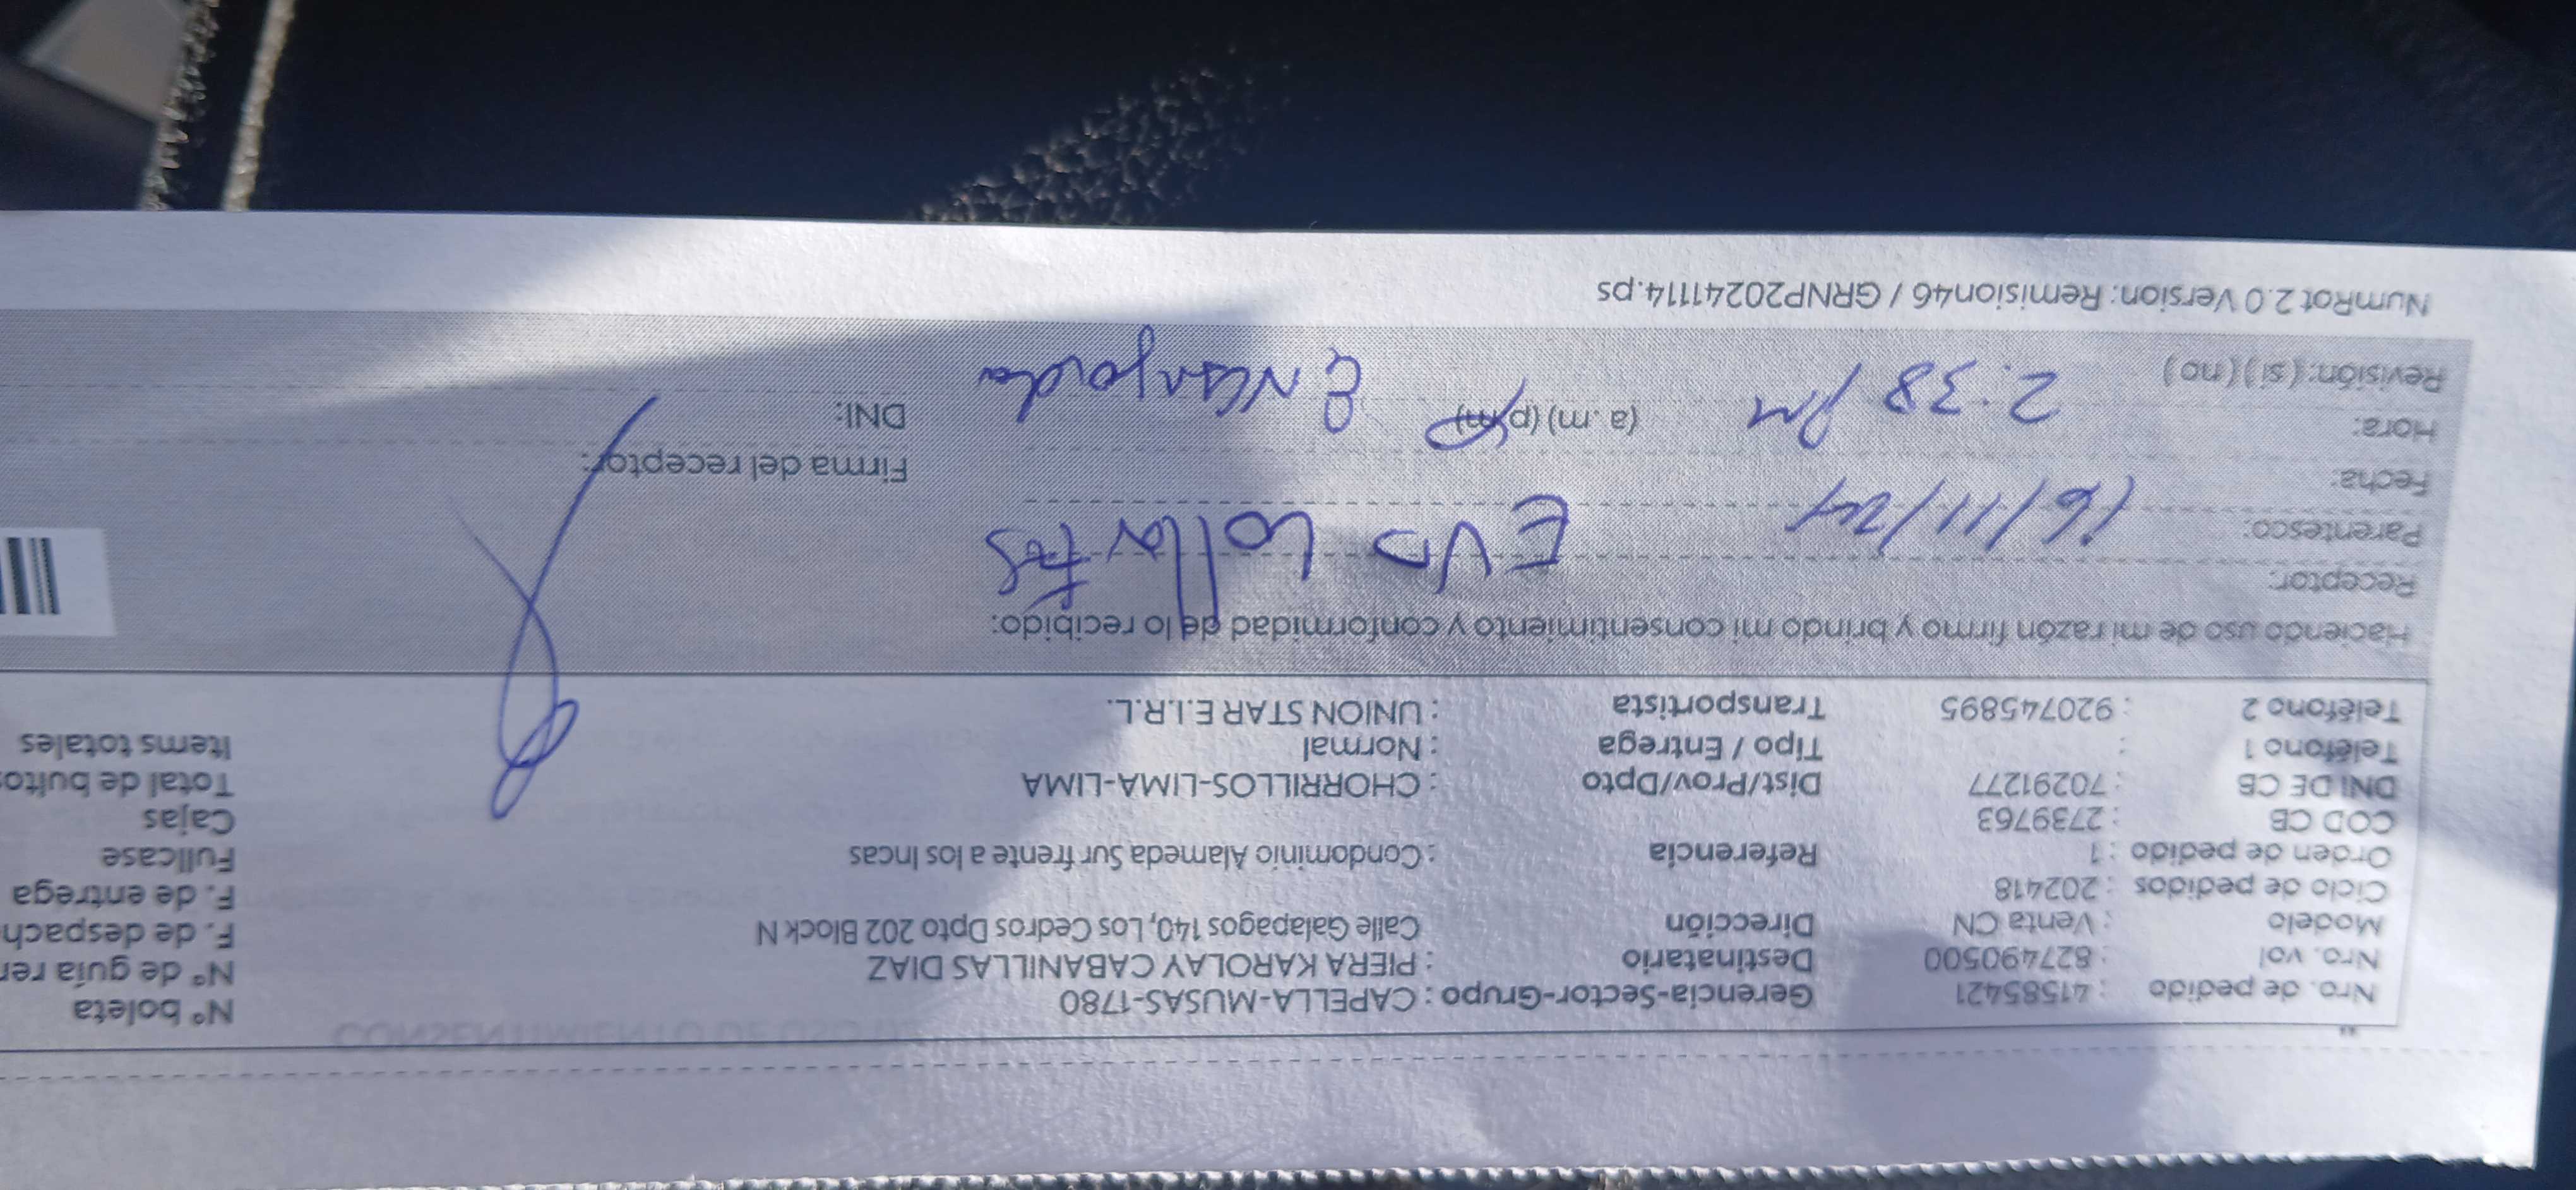 Nro. de pedido : 41585421 Gerencia-Sector-Grupo : CAPELLA-MUSAS-1780 N° boleta
Nro. vol : 827490500 Destinatario : PIERA KAROLAY CABANILLAS DIAZ N° de guía
Modelo : Venta CN Dirección Calle Galapagos 140, Los Cedros Dpto 202 Block N F. de despach
Ciclo de pedidos : 202418 F. de entrega
Orden de pedido : 1 Referencia : Condominio Alameda Sur frente a los Incas Fullcase
COD CB : 2739763 Cajas
DNI DE CB : 70291277 Dist/Prov/Dpto : CHORRILLOS-LIMA-LIMA Total de bultos
Teléfono 1 : Tipo / Entrega : Normal Items totales
Teléfono 2 : 920745895 Transportista : UNION STAR E.I.R.L.
Haciendo uso de mi razón firmo y brindo mi consentimiento y conformidad de lo recibido:
Receptor:
Parentesco:
Fecha: 16/11/24
Firma del receptor:
Hora: 2:38 pm (a. m) (p.m)
DNI:
Revisión: (si) (no)
NumRot 2.0 Version: Remision46 / GRNP20241114.ps